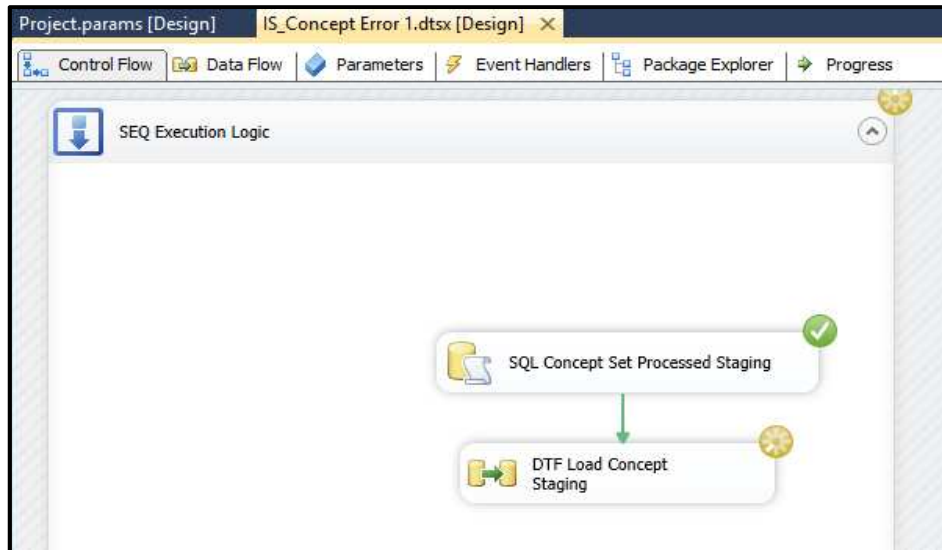 Project.params [Design] IS_Concept Error 1.dtsx [Design]
Control Flow Data Flow Parameters Event Handlers Package Explorer Progress
SEQ Execution Logic
SQL Concept Set Processed Staging
DTF Load Concept
Staging